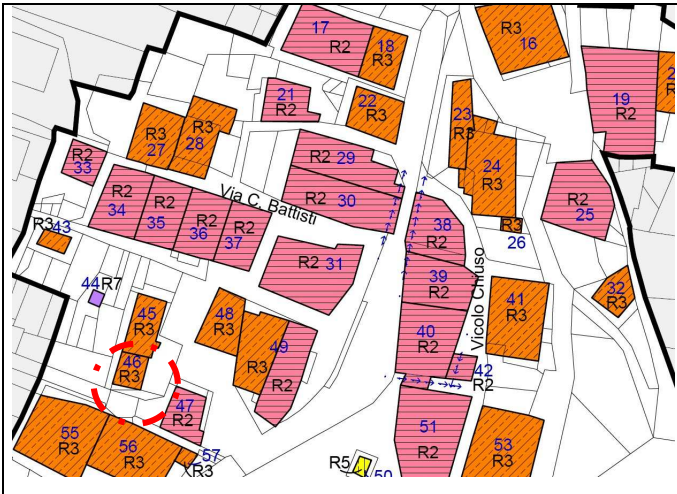 17
R2
18
R3
R3
16
19
R2
2
R
21
R2
22
R3
23
R3
24
R3
R3
27
R3
28
R2
33
R2 29
R2 30
Via C. Battisti
R2
34
R2
35
R2
36
R2
37
38
R2
R3
26
R2
25
R3
43
R2 31
39
R2
Vicolo Chiuso
41
R3
32
R3
44 R7
45
R3
48
R3
R3
49
R2
40
R2
42
R2
46
R3
47
R2
51
R2
55
R3
56
R3
57
R3
R5
50
53
R3